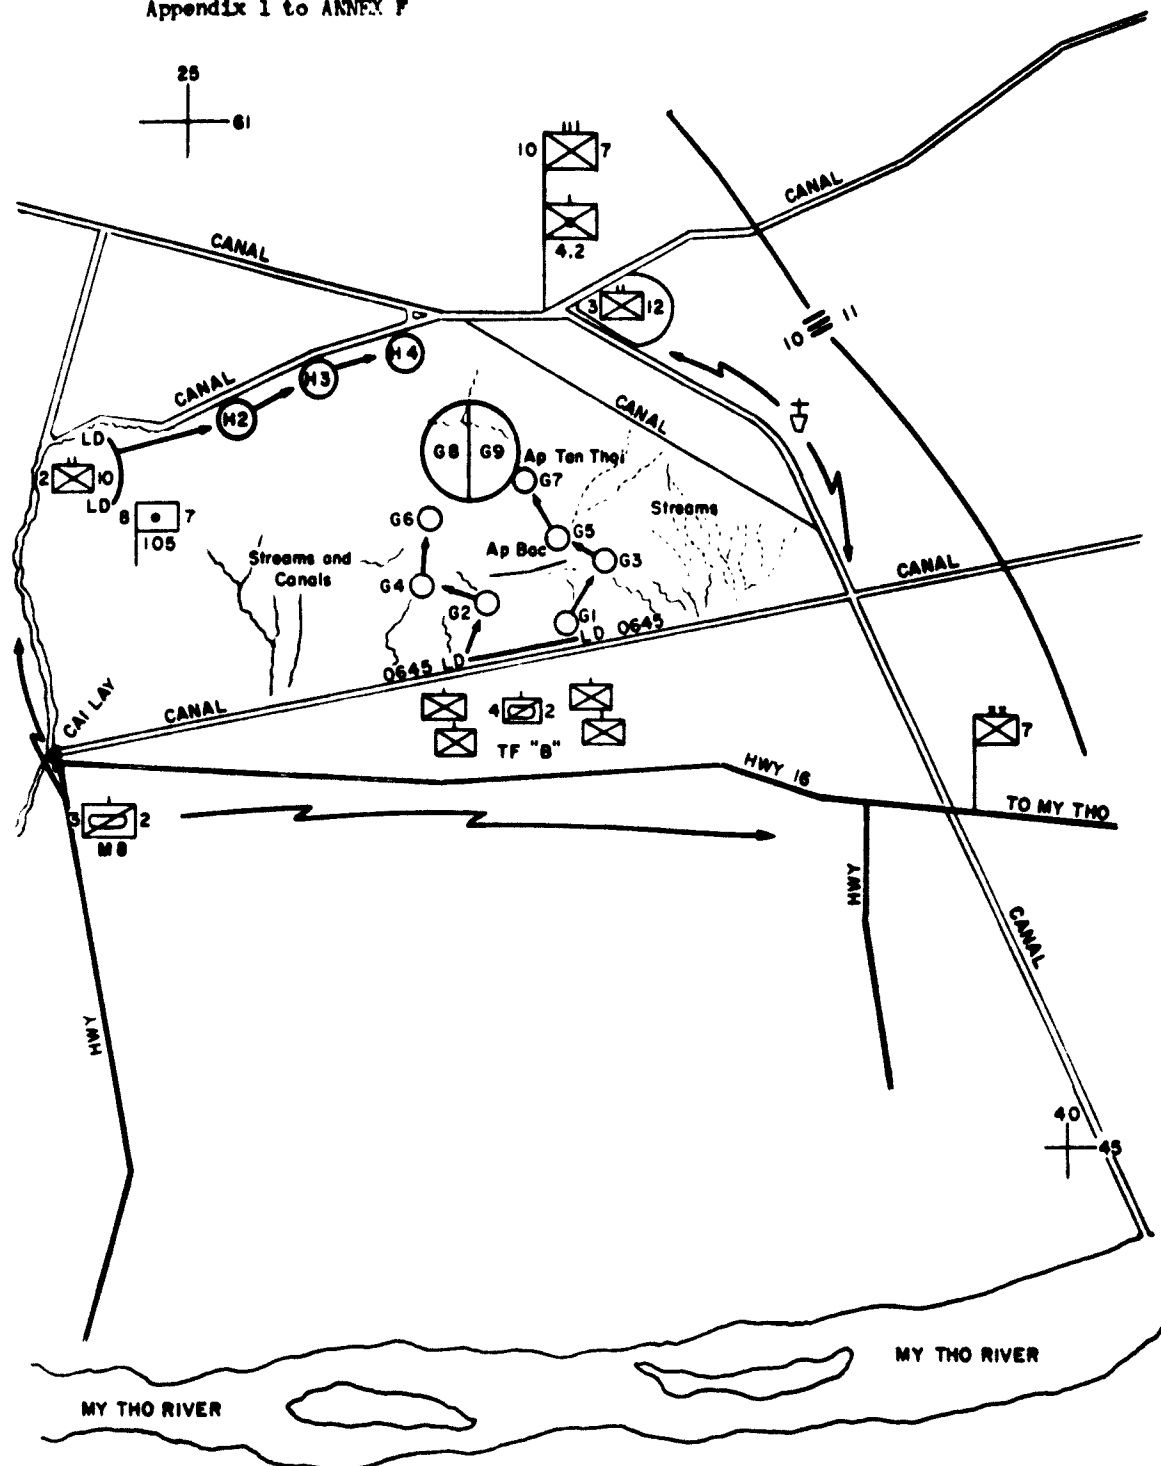 Appendix 1 to ANNEX F
25
61
10 7
4.2
CANAL
CANAL
3 12
10 11
H4
H3
H2
CANAL
CANAL
LD
2 10
LD
8 7
105
G8 G9
Ap Tan Thoi
G7
Streams
G6
G5
Ap Bac
G3
Streams and
Canals
G4
G2
G1
CANAL
LD 0645
0645 LD
CAI LAY
CANAL
4 2
TF "B"
7
HWY 16
TO MY THO
3 2
M8
HWY
CANAL
HWY
40
45
MY THO RIVER
MY THO RIVER